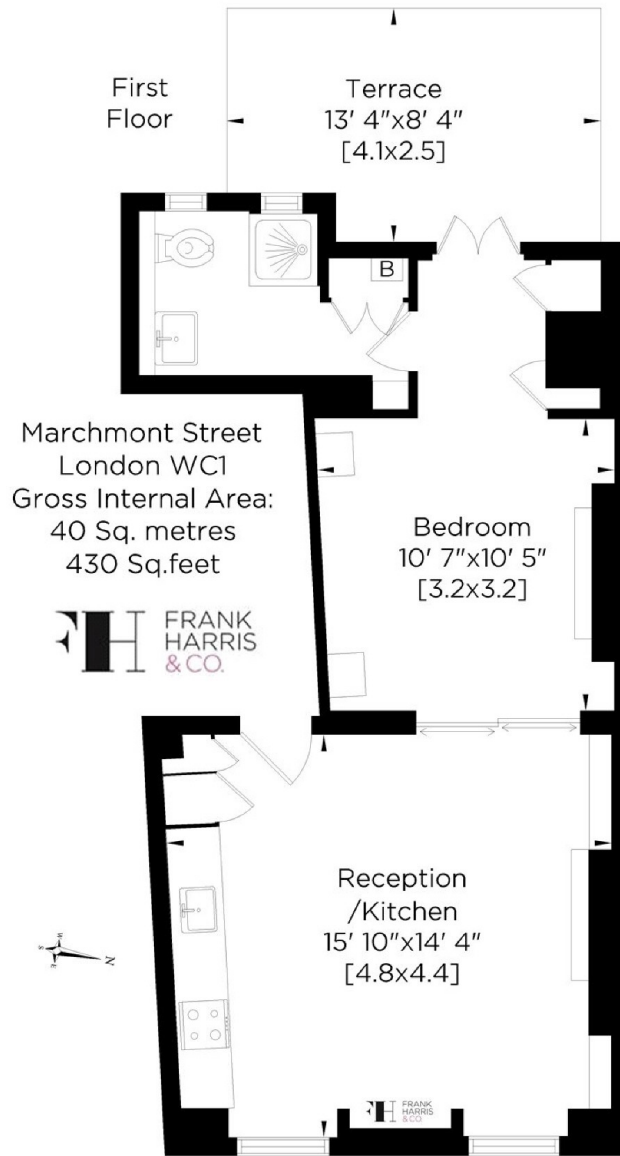 First
Floor
Terrace
13' 4"x8' 4"
[4.1x2.5]
B
Marchmont Street
London WC1
Gross Internal Area:
40 Sq. metres
430 Sq.feet
Bedroom
10' 7"x10' 5"
[3.2x3.2]
FH FRANK
HARRIS
& CO.
Reception
/Kitchen
15' 10"x14' 4"
[4.8x4.4]
N
FH FRANK
HARRIS
& CO.